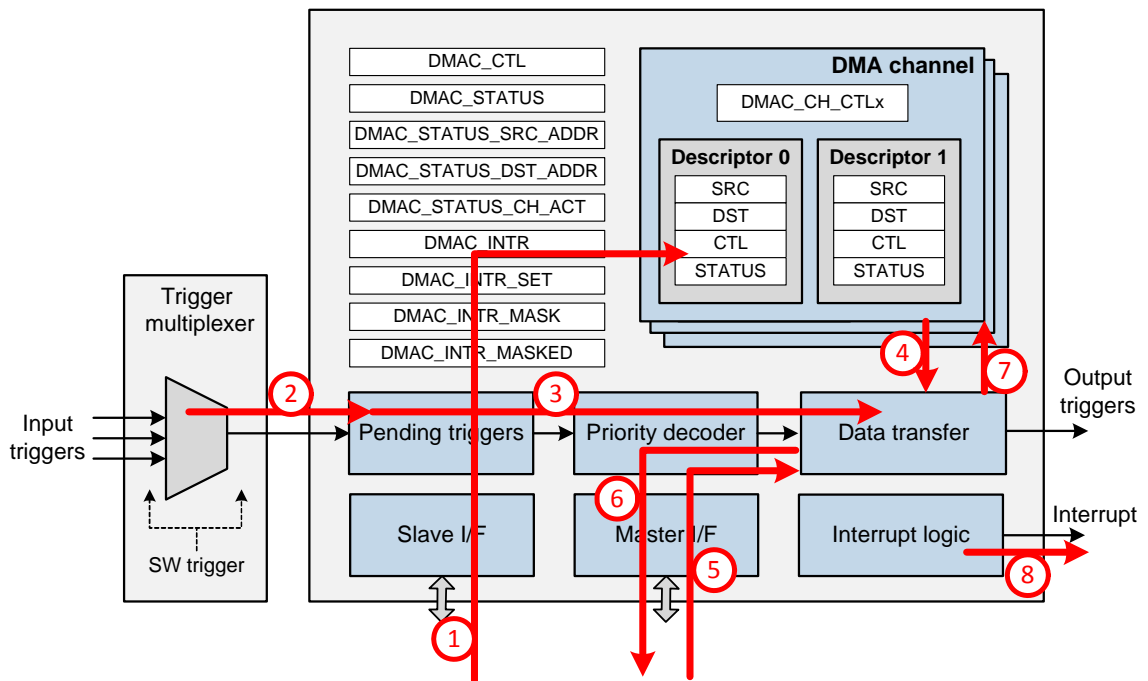 DMAC_CTL
DMAC_STATUS
DMAC_STATUS_SRC_ADDR
DMAC_STATUS_DST_ADDR
DMAC_STATUS_CH_ACT
DMAC_INTR
DMAC_INTR_SET
DMAC_INTR_MASK
DMAC_INTR_MASKED
DMA channel
DMAC_CH_CTLx
Descriptor 0
SRC
DST
CTL
STATUS
Descriptor 1
SRC
DST
CTL
STATUS
Trigger
multiplexer
Input
triggers
SW trigger
2
3
4
7
Pending triggers
Priority decoder
Data transfer
Output
triggers
6
Slave I/F
Master I/F
Interrupt logic
Interrupt
5
8
1